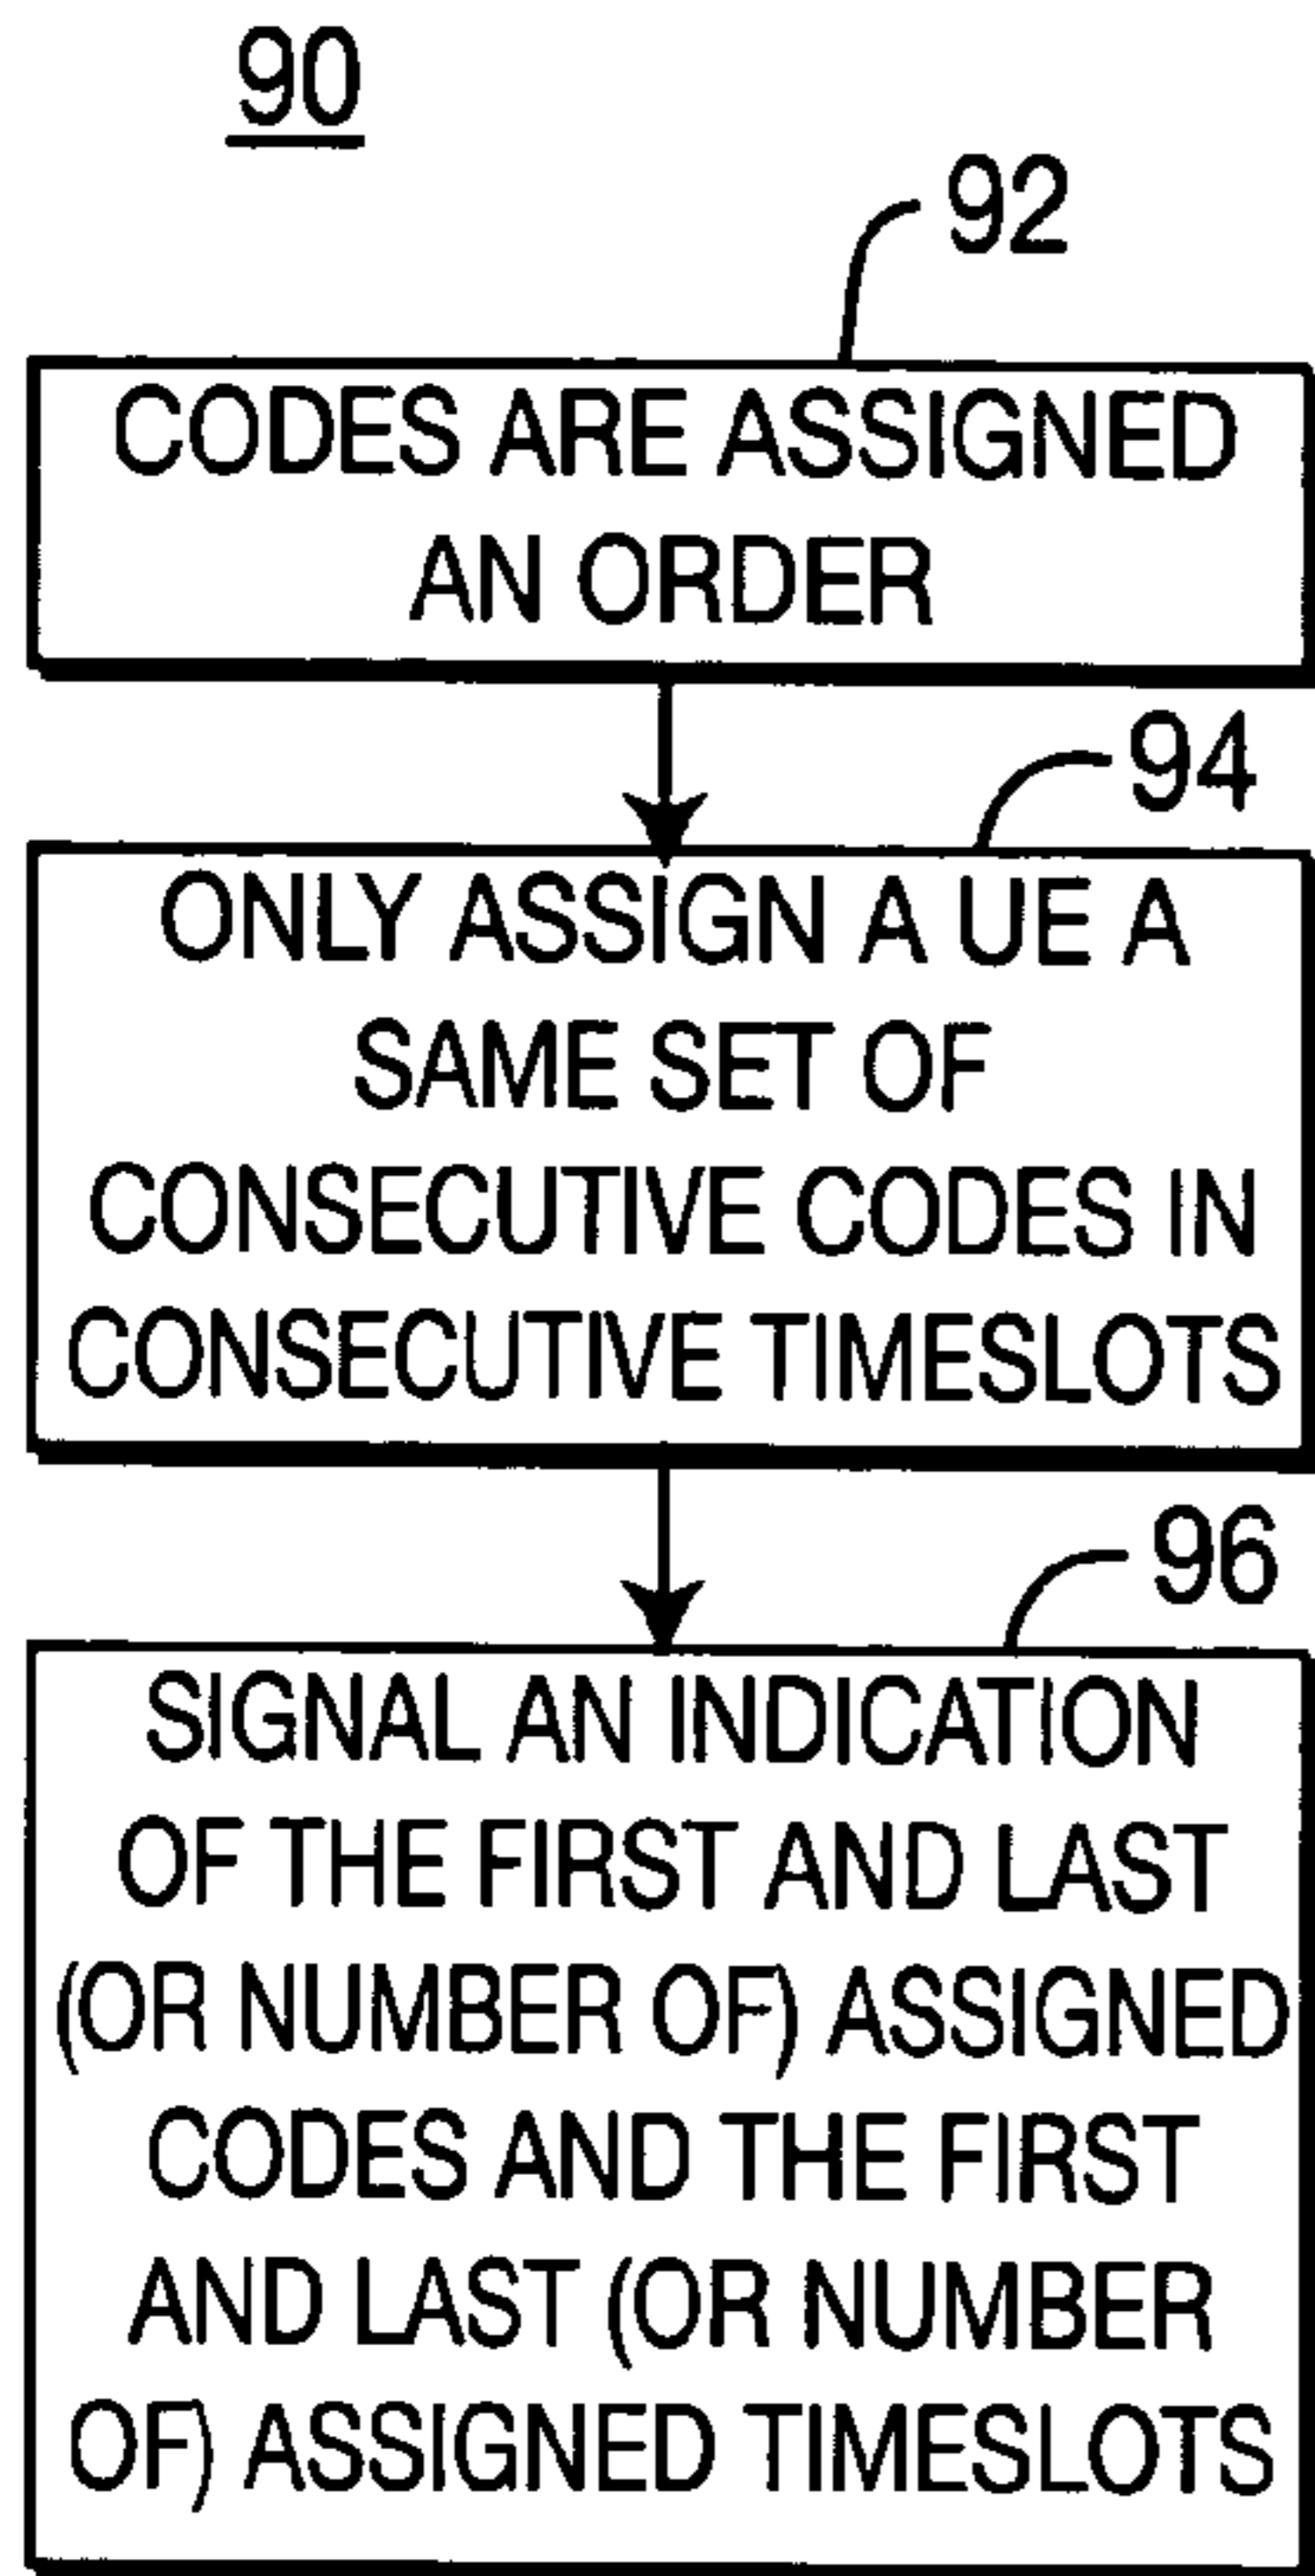 90
92
CODES ARE ASSIGNED
AN ORDER
94
ONLY ASSIGN A UE A
SAME SET OF
CONSECUTIVE CODES IN
CONSECUTIVE TIMESLOTS
96
SIGNAL AN INDICATION
OF THE FIRST AND LAST
(OR NUMBER OF) ASSIGNED
CODES AND THE FIRST
AND LAST (OR NUMBER
OF) ASSIGNED TIMESLOTS